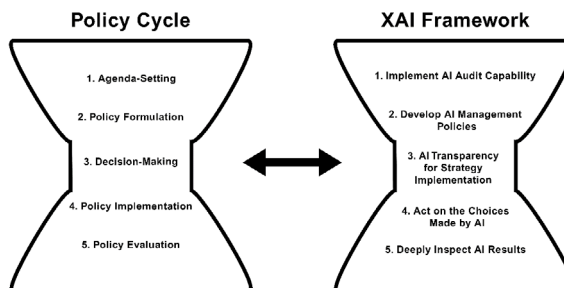 Policy Cycle
1. Agenda-Setting
2. Policy Formulation
3. Decision-Making
4. Policy Implementation
5. Policy Evaluation
XAI Framework
1. Implement AI Audit Capability
2. Develop AI Management
Policies
3. AI Transparency
for Strategy
Implementation
4. Act on the Choices
Made by AI
5. Deeply Inspect AI Results